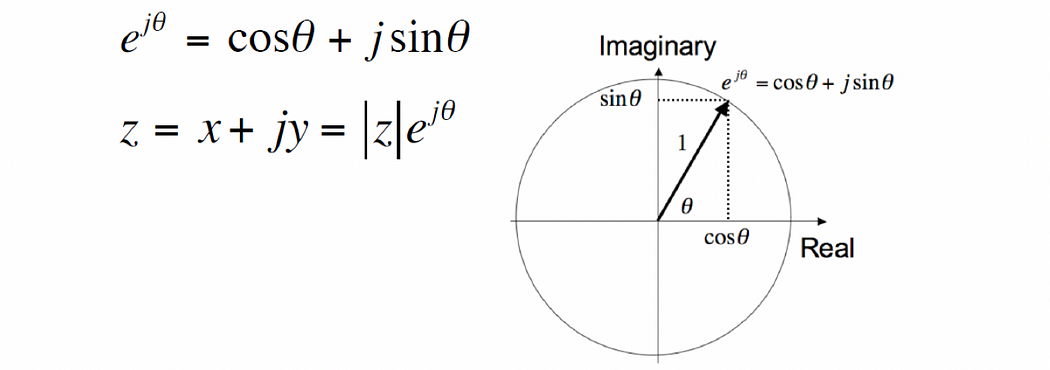 e^{jθ} = cosθ + j sinθ
z = x + jy = |z|e^{jθ}
Imaginary
e^{jθ} = cosθ + j sinθ
sinθ
1
θ
cosθ
Real